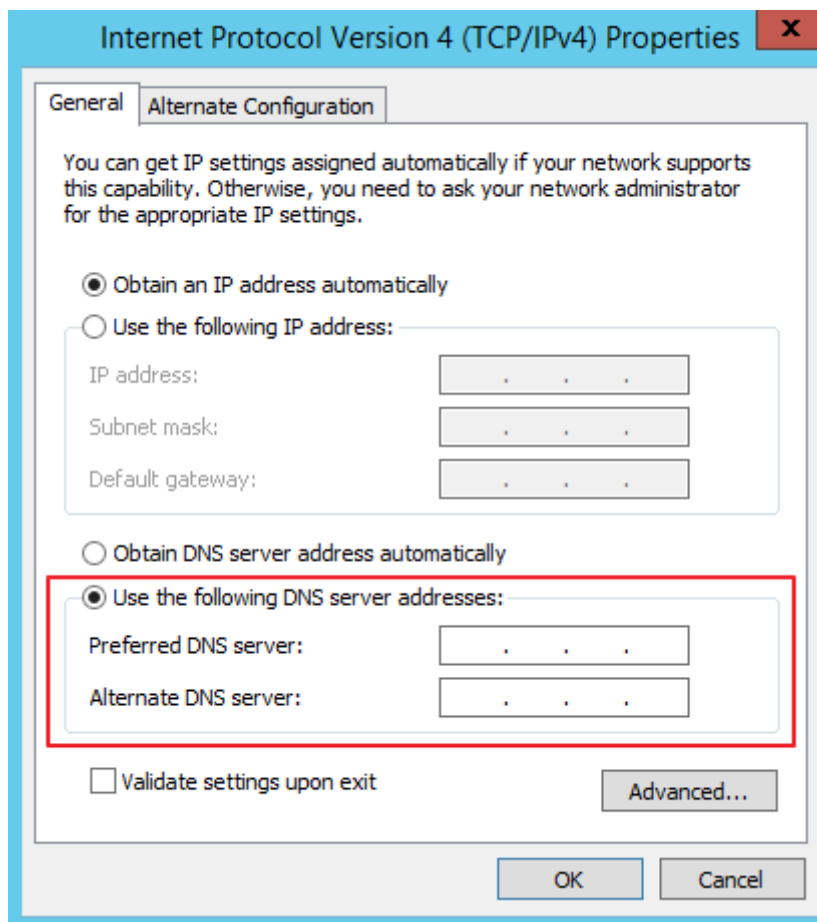 Internet Protocol Version 4 (TCP/IPv4) Properties
x
General
Alternate Configuration
You can get IP settings assigned automatically if your network supports
this capability. Otherwise, you need to ask your network administrator
for the appropriate IP settings.
Obtain an IP address automatically
Use the following IP address:
IP address:
. . .
Subnet mask:
. . .
Default gateway:
. . .
Obtain DNS server address automatically
Use the following DNS server addresses:
Preferred DNS server:
. . .
Alternate DNS server:
. . .
Validate settings upon exit
Advanced...
OK
Cancel